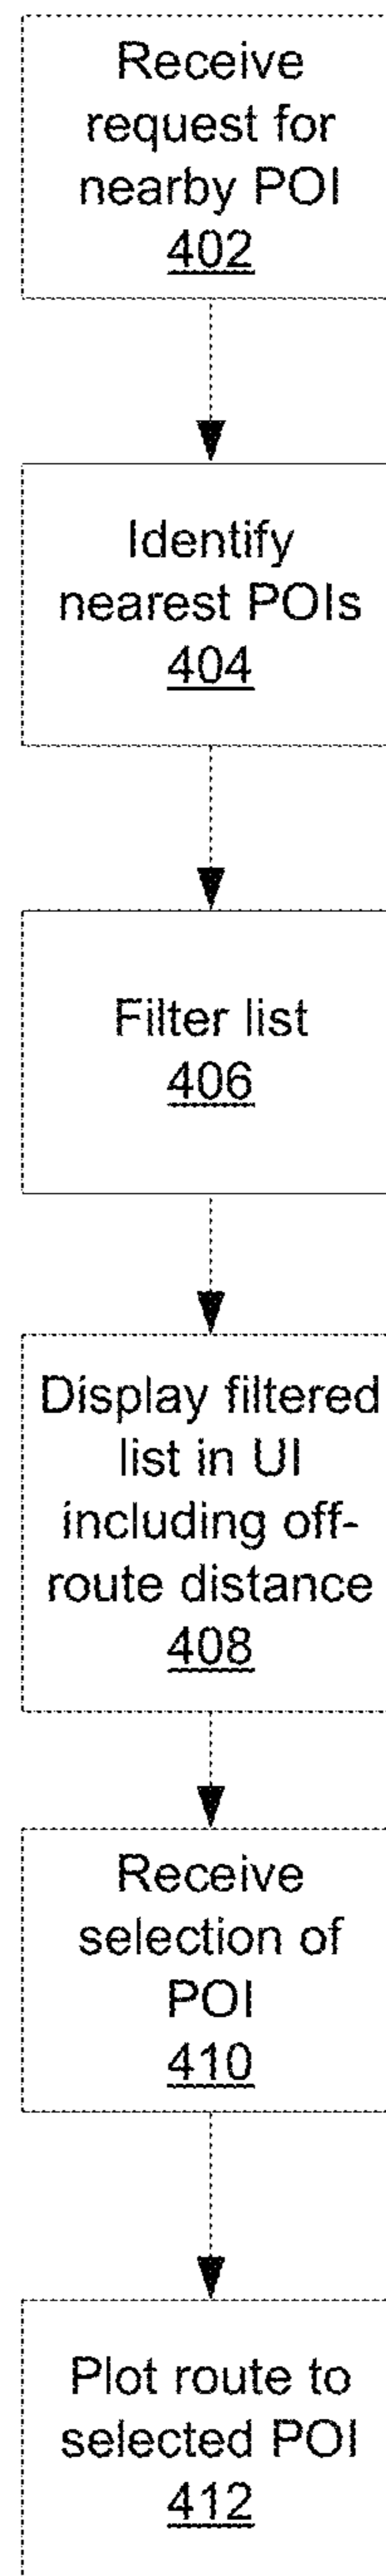 Receive
request for
nearby POI
402
Identify
nearest POIs
404
Filter list
406
Display filtered
list in UI
including off-
route distance
408
Receive
selection of
POI
410
Plot route to
selected POI
412